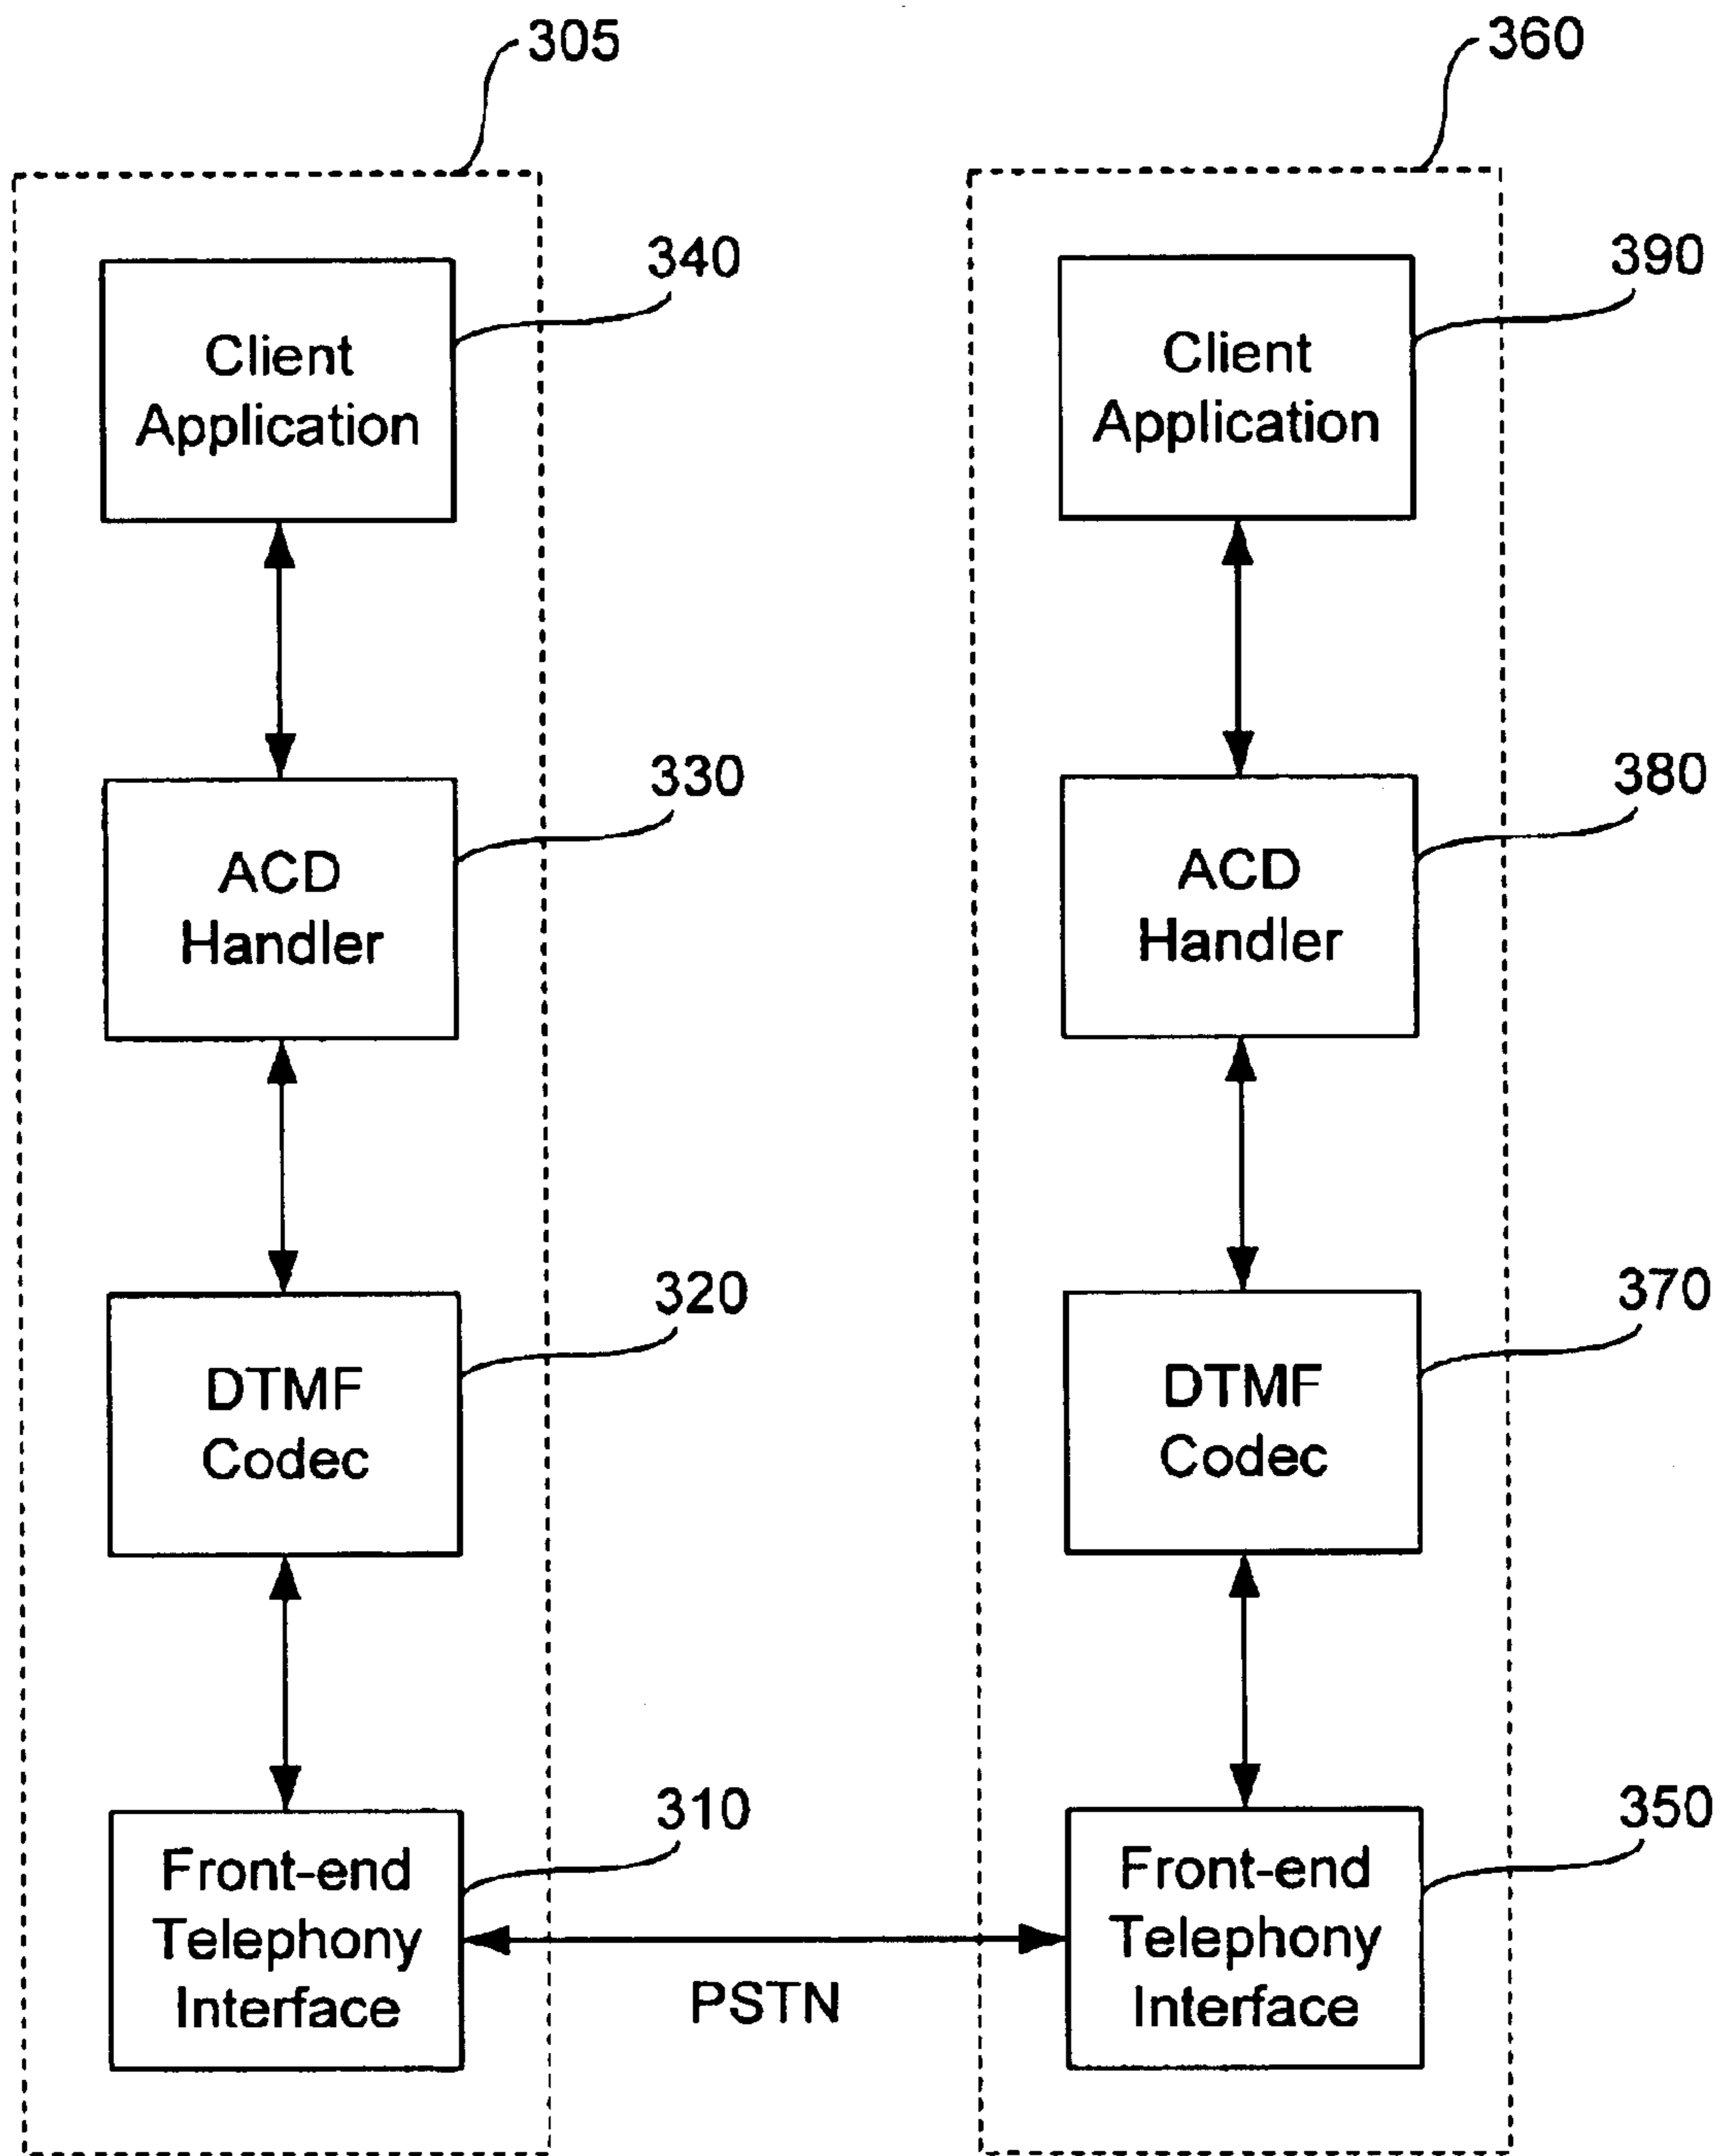 305
360
340
Client
Application
390
Client
Application
330
ACD
Handler
380
ACD
Handler
320
DTMF
Codec
370
DTMF
Codec
310
Front-end
Telephony
Interface
PSTN
350
Front-end
Telephony
Interface